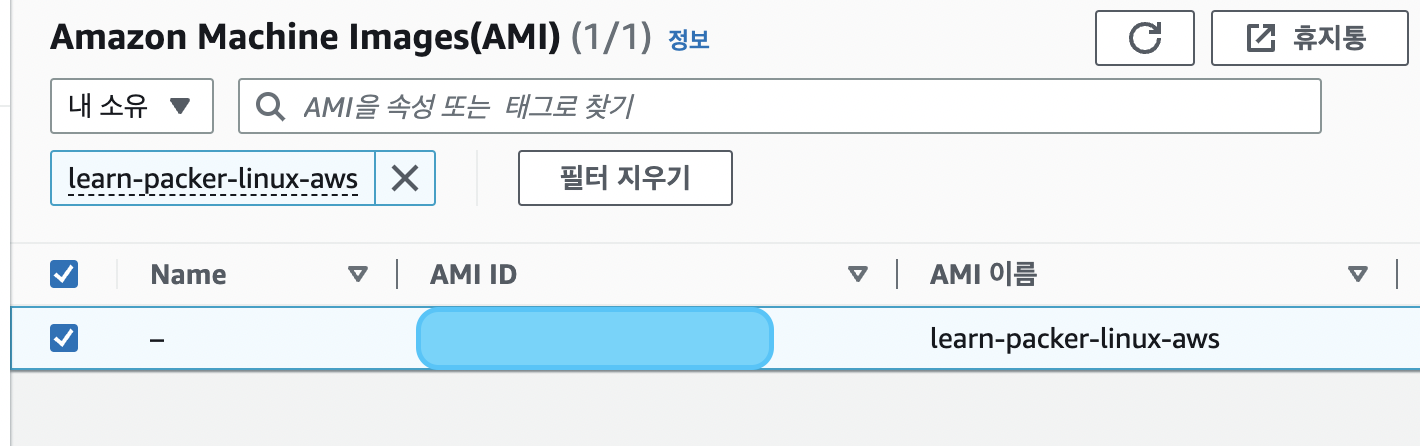 Amazon Machine Images(AMI) (1/1) 정보 휴지통
내 소유 AMI을 속성 또는 태그로 찾기
learn-packer-linux-aws 필터 지우기
Name AMI ID AMI 이름
– learn-packer-linux-aws